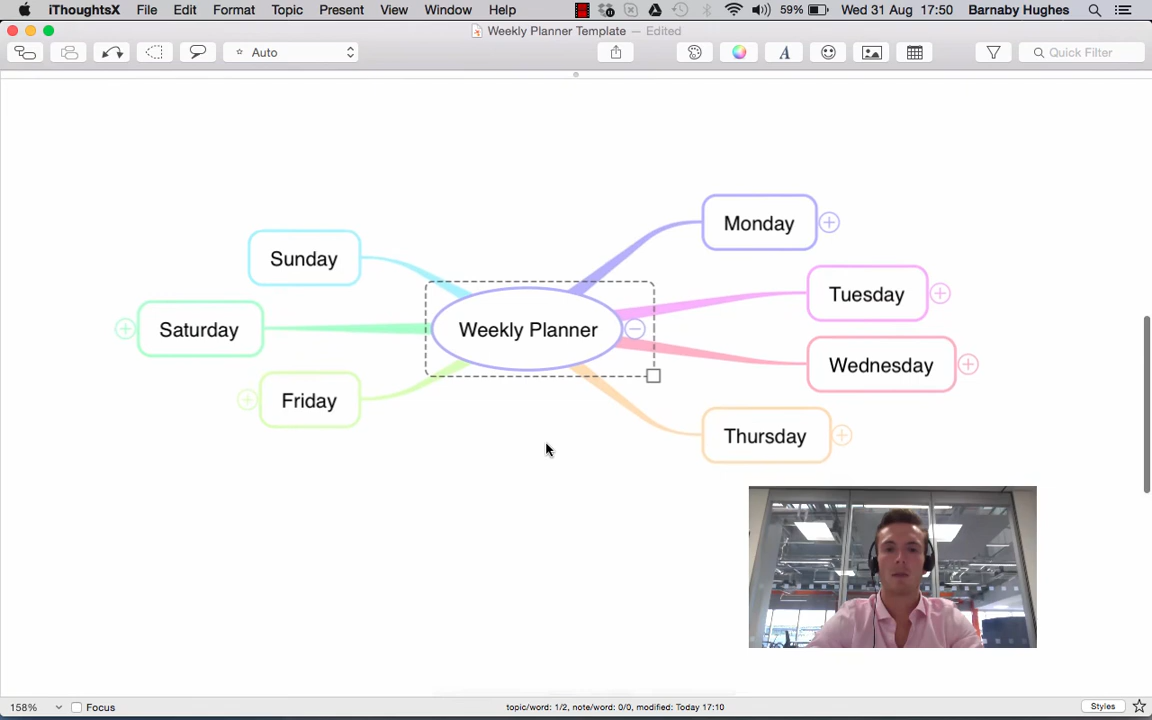 iThoughtsX File Edit Format Topic Present View Window Help 59% Wed 31 Aug 17:50 Barnaby Hughes
Weekly Planner Template — Edited
Auto
A
Quick Filter
Monday
Sunday
Tuesday
Saturday
Weekly Planner
Wednesday
Friday
Thursday
158% Focus topic/word: 1/2, note/word: 0/0, modified: Today 17:10 Styles